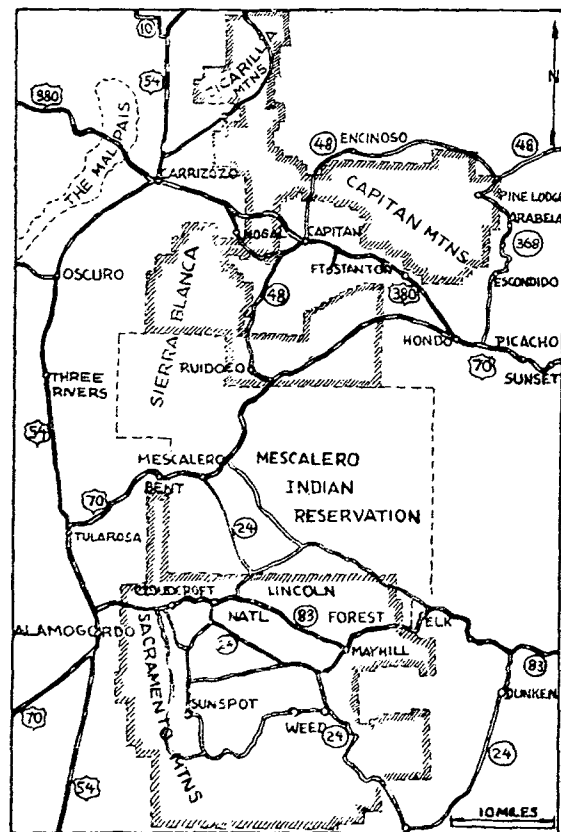 10
54
JICARILLA
MTNS
N
380
THE MALPAIS
48
ENCINOSO
48
CARRIZOZO
CAPITAN MTNS
PINE LODGE
ARABELA
NOGAL
CAPITAN
368
OSCURO
SIERRA BLANCA
FT STANTON
ESCONDIDO
48
380
HONDO
PICACHO
70
SUNSET
THREE
RIVERS
RUIDOCO
54
MESCALERO
BENT
MESCALERO
INDIAN
RESERVATION
70
TULAROSA
24
CLOUDCROFT
LINCOLN
NATL
83
FOREST
ELK
ALAMOGORDO
SACRAMENTO MTNS
24
MAYHILL
83
DUNKEN
SUNSPOT
WEED
24
24
70
54
10 MILES